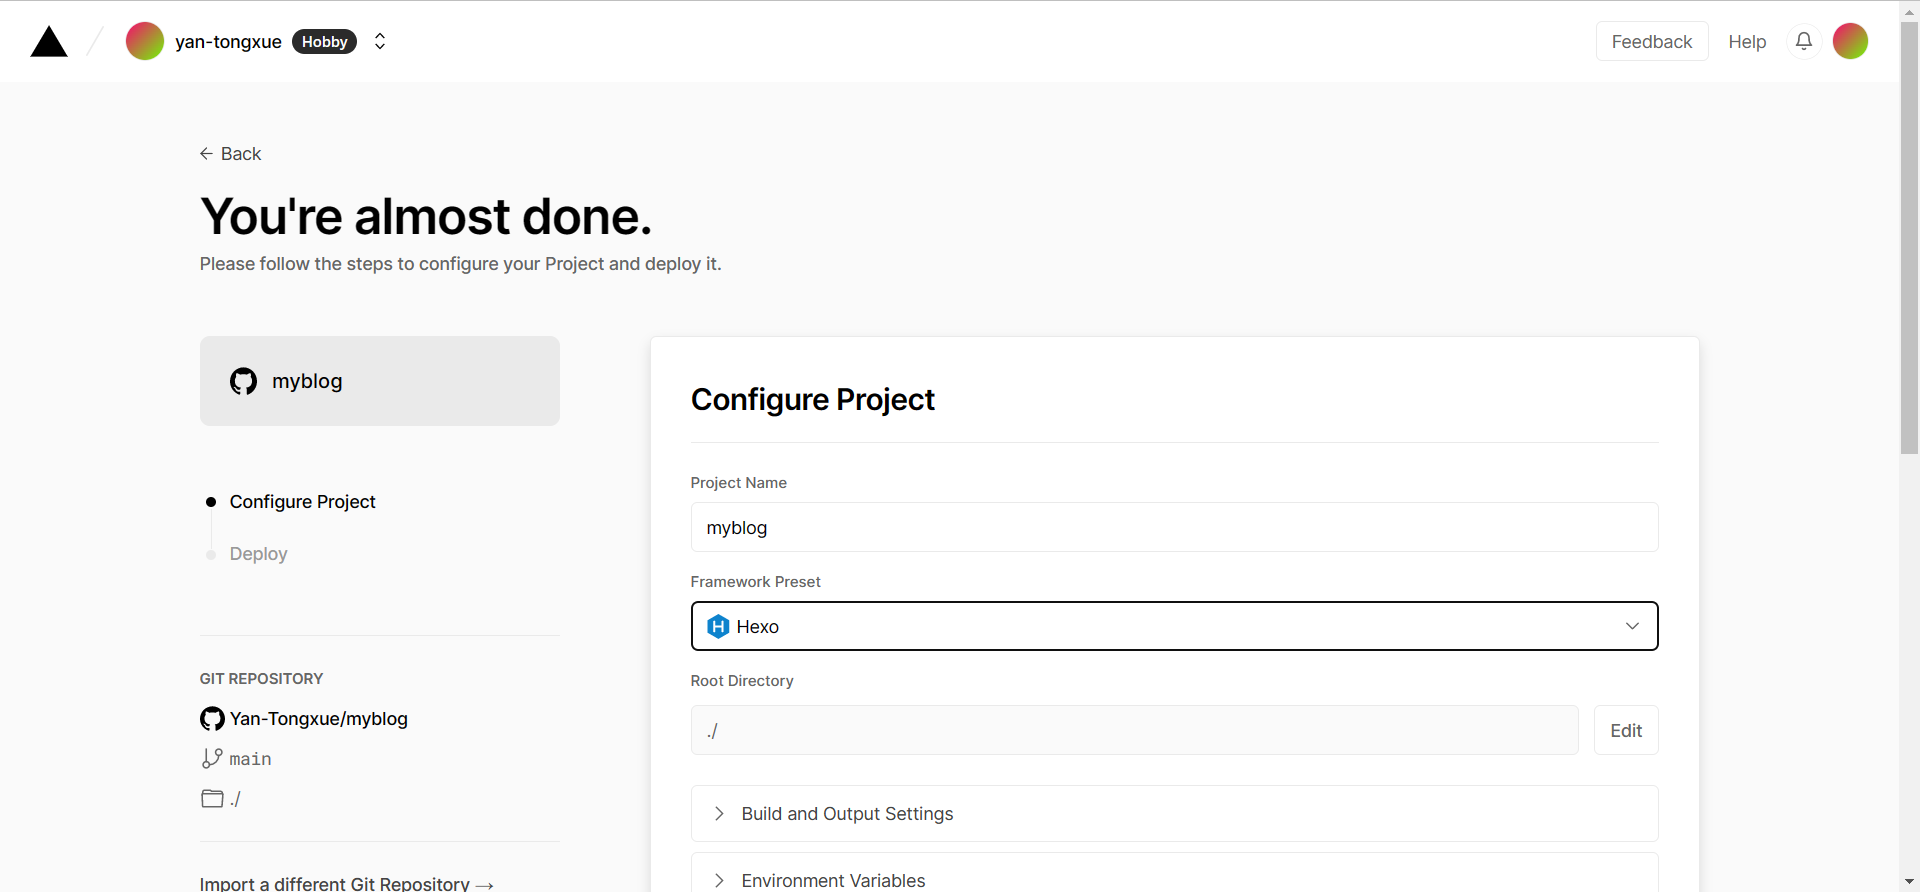 yan-tongxue Hobby
Feedback Help
← Back
You're almost done.
Please follow the steps to configure your Project and deploy it.
myblog
Configure Project
Deploy
GIT REPOSITORY
Yan-Tongxue/myblog
main
./
Import a different Git Repository →
Configure Project
Project Name
myblog
Framework Preset
H Hexo
Root Directory
./ Edit
Build and Output Settings
Environment Variables